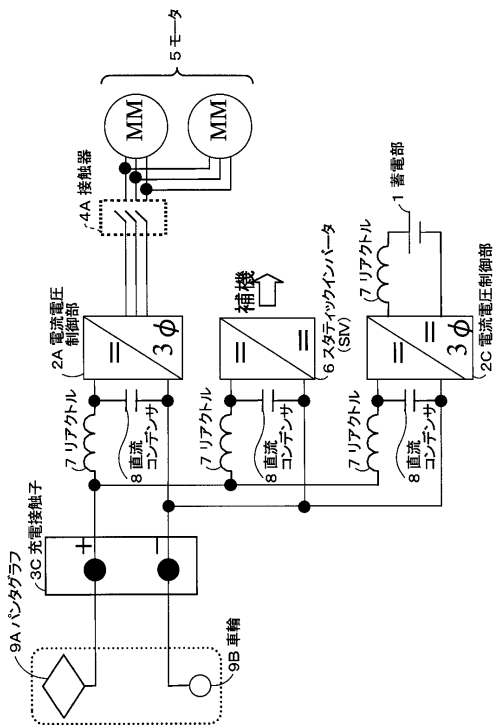 9A パンタグラフ
9B 車輪
3C 充電接触子
+
−
7 リアクトル
8 直流
コンデンサ
2A 電流電圧
制御部
=
3φ
4A 接触器
MM
MM
5 モータ
7 リアクトル
8 直流
コンデンサ
=
=
補機
6 スタティックインバータ
(SIV)
7 リアクトル
8 直流
コンデンサ
=
=
3φ
2C 電流電圧制御部
7 リアクトル
1 蓄電部